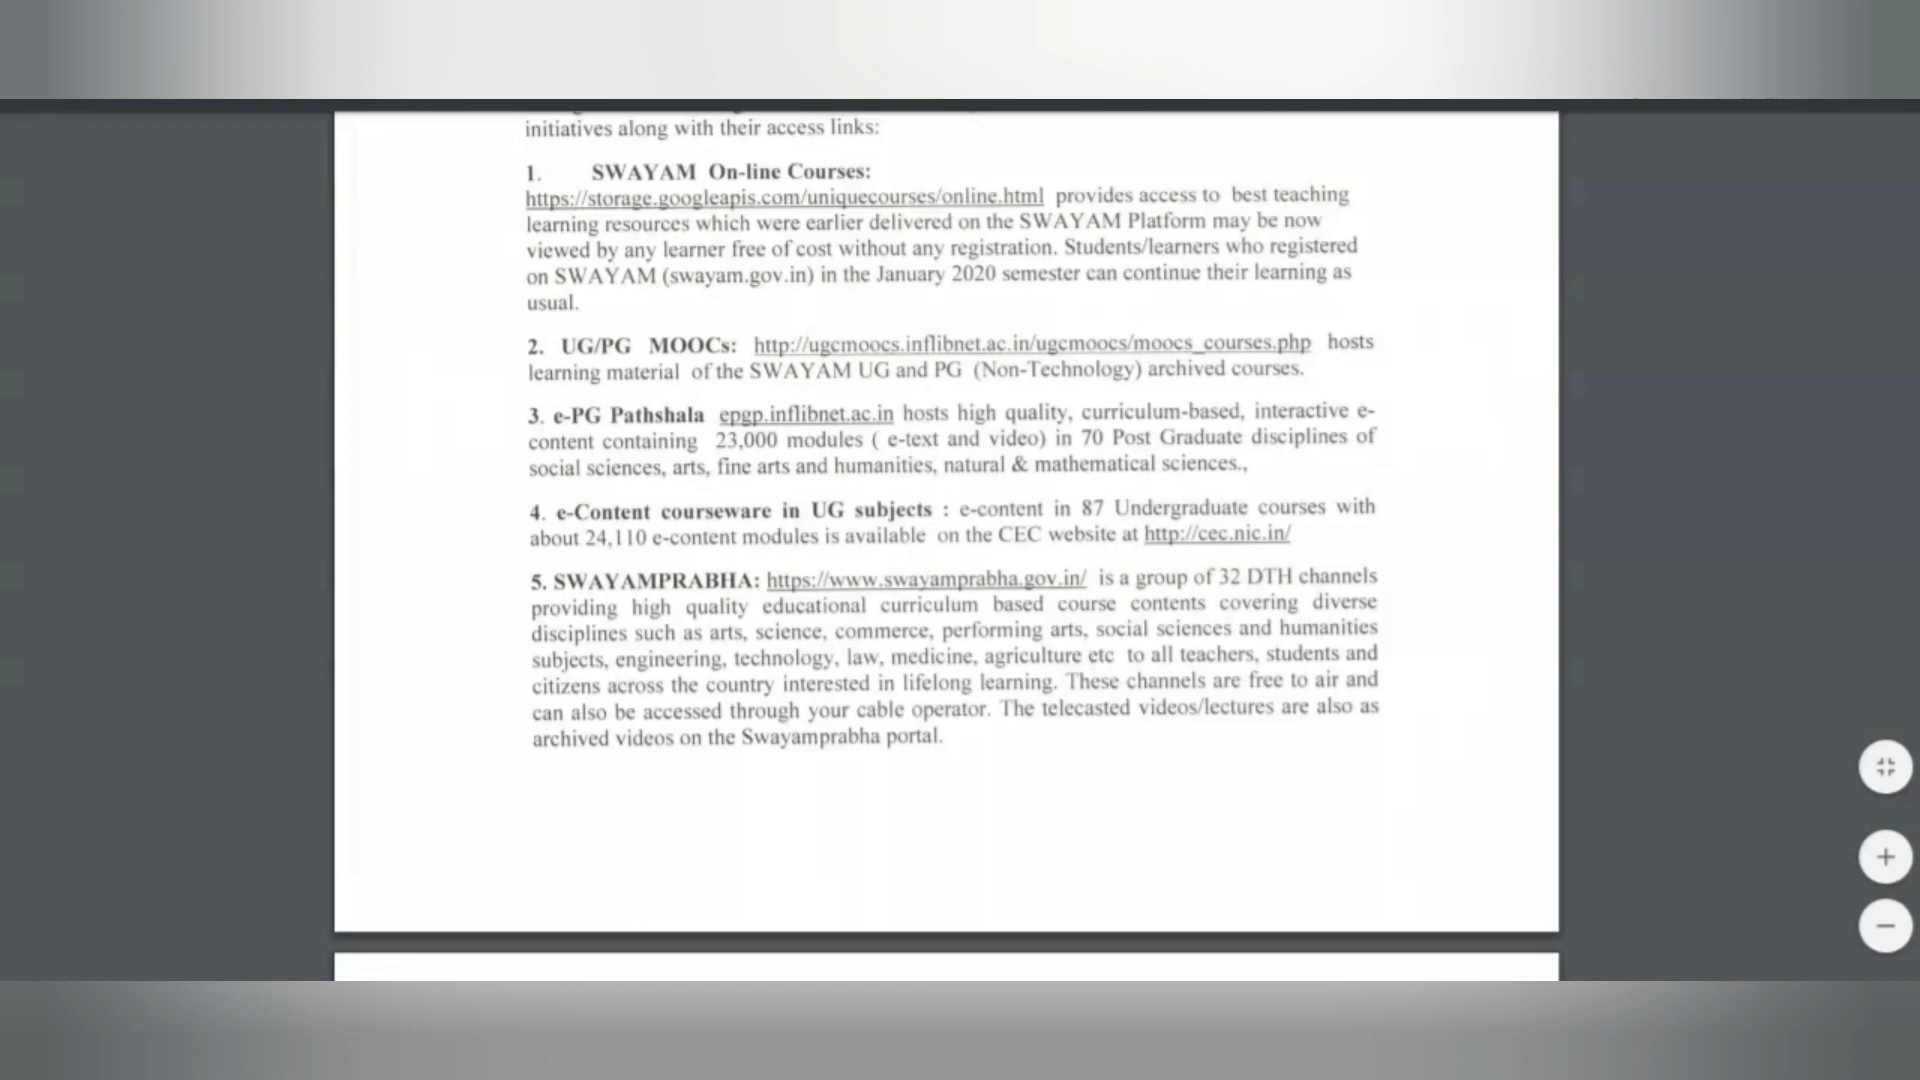 initiatives along with their access links:
1. SWAYAM On-line Courses:
https://storage.googleapis.com/uniquecourses/online.html provides access to best teaching
learning resources which were earlier delivered on the SWAYAM Platform may be now
viewed by any learner free of cost without any registration. Students/learners who registered
on SWAYAM (swayam.gov.in) in the January 2020 semester can continue their learning as
usual.
2. UG/PG MOOCs: http://ugcmoocs.inflibnet.ac.in/ugcmoocs/moocs_courses.php hosts
learning material of the SWAYAM UG and PG (Non-Technology) archived courses.
3. e-PG Pathshala epgp.inflibnet.ac.in hosts high quality, curriculum-based, interactive e-
content containing 23,000 modules ( e-text and video) in 70 Post Graduate disciplines of
social sciences, arts, fine arts and humanities, natural & mathematical sciences.,
4. e-Content courseware in UG subjects : e-content in 87 Undergraduate courses with
about 24,110 e-content modules is available on the CEC website at http://cec.nic.in/
5. SWAYAMPRABHA: https://www.swayamprabha.gov.in/ is a group of 32 DTH channels
providing high quality educational curriculum based course contents covering diverse
disciplines such as arts, science, commerce, performing arts, social sciences and humanities
subjects, engineering, technology, law, medicine, agriculture etc to all teachers, students and
citizens across the country interested in lifelong learning. These channels are free to air and
can also be accessed through your cable operator. The telecasted videos/lectures are also as
archived videos on the Swayamprabha portal.